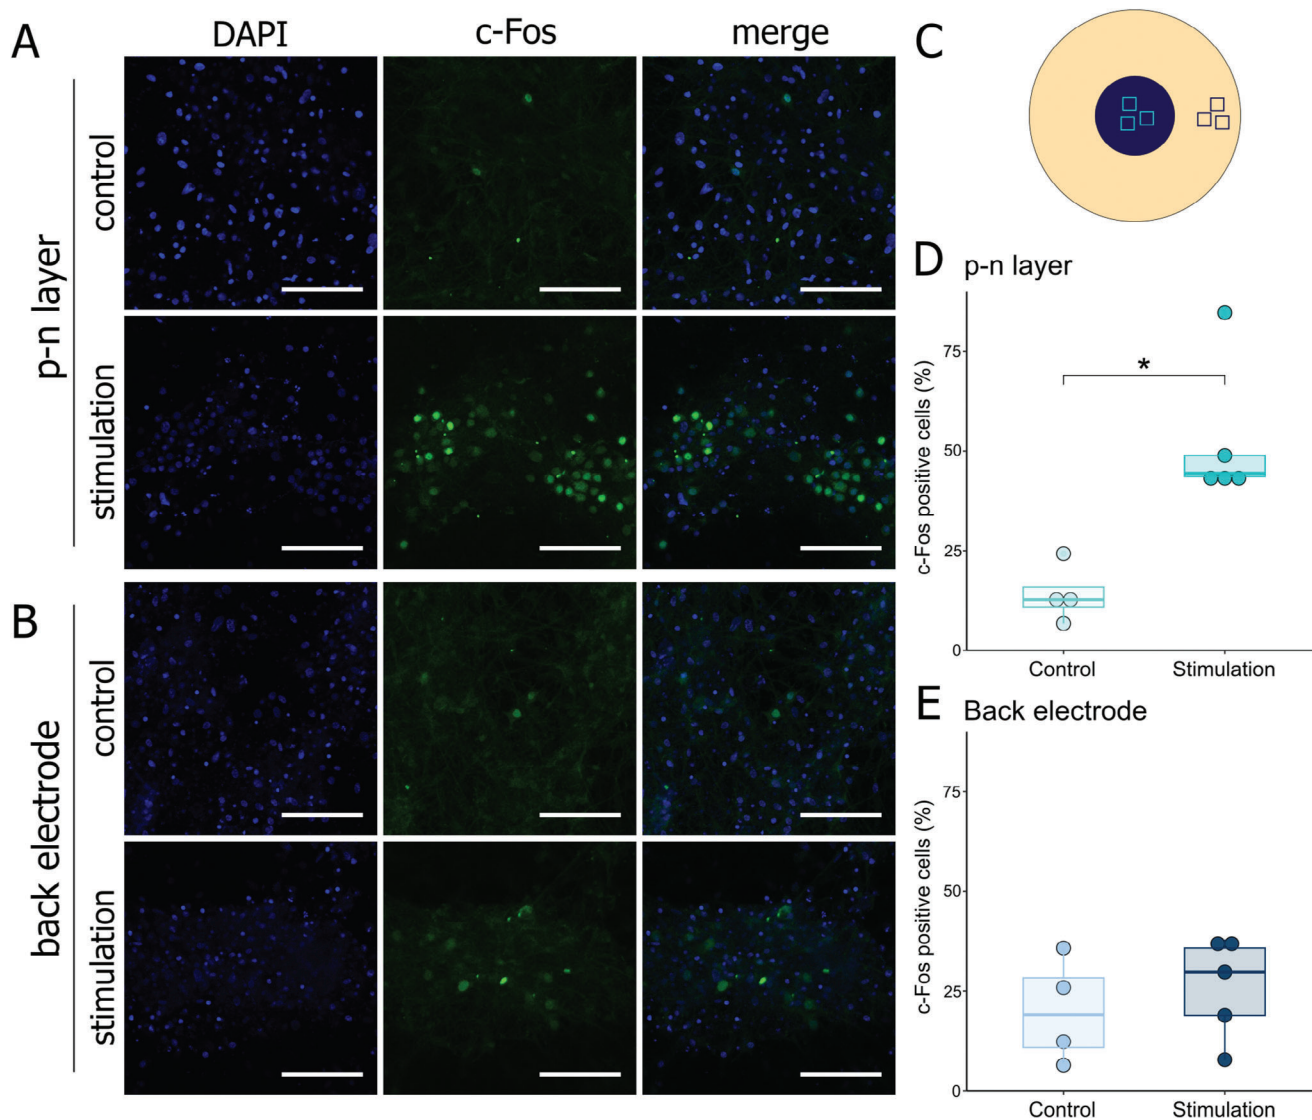 A
DAPI
c-Fos
merge
p-n layer
control
stimulation
B
back electrode
control
stimulation
C
D p-n layer
c-Fos positive cells (%)
75
50
25
0
*
Control Stimulation
E Back electrode
c-Fos positive cells (%)
75
50
25
0
Control Stimulation